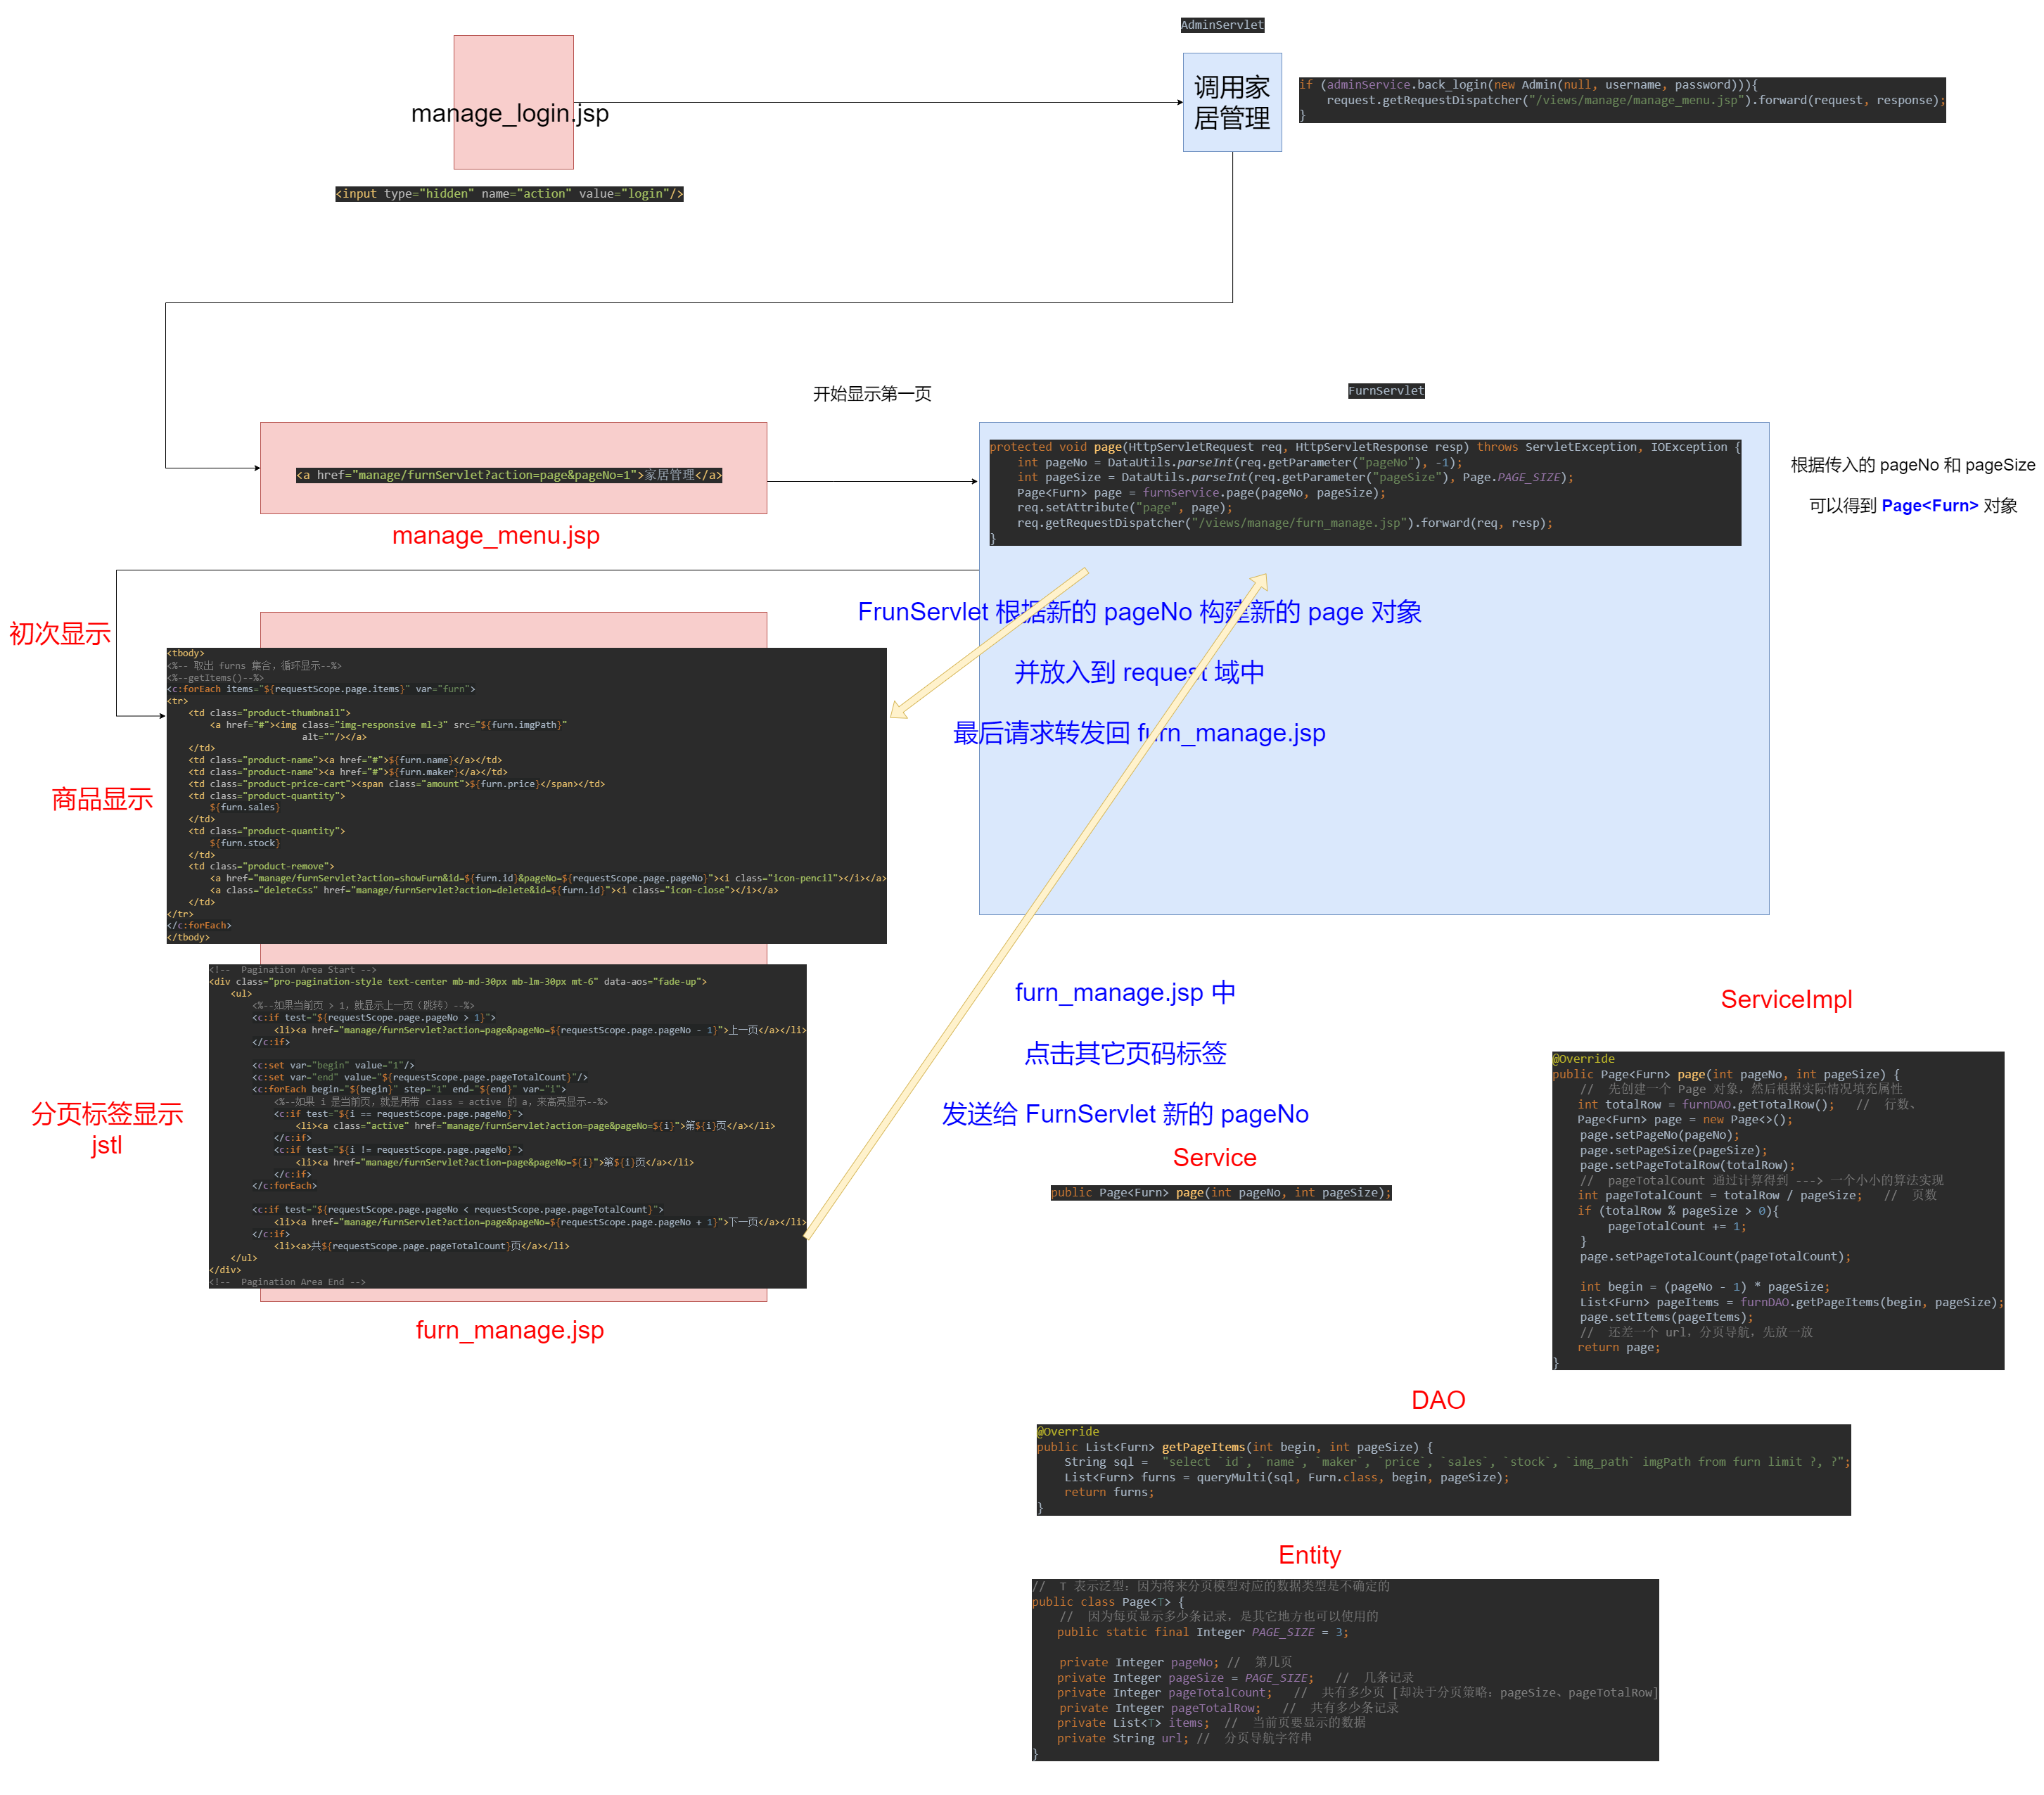 AdminServlet
manage_login.jsp
调用家
居管理
if (adminService.back_login(new Admin(null, username, password))){
    request.getRequestDispatcher("/views/manage/manage_menu.jsp").forward(request, response);
}
<input type="hidden" name="action" value="login"/>
开始显示第一页
FurnServlet
<a href="manage/furnServlet?action=page&pageNo=1">家居管理</a>
manage_menu.jsp
protected void page(HttpServletRequest req, HttpServletResponse resp) throws ServletException, IOException {
    int pageNo = DataUtils.parseInt(req.getParameter("pageNo"), -1);
    int pageSize = DataUtils.parseInt(req.getParameter("pageSize"), Page.PAGE_SIZE);
    Page<Furn> page = furnService.page(pageNo, pageSize);
    req.setAttribute("page", page);
    req.getRequestDispatcher("/views/manage/furn_manage.jsp").forward(req, resp);
}
根据传入的 pageNo 和 pageSize
可以得到 Page<Furn> 对象
FrunServlet 根据新的 pageNo 构建新的 page 对象
并放入到 request 域中
最后请求转发回 furn_manage.jsp
初次显示
商品显示
<tbody>
<%-- 取出 furns 集合，循环显示--%>
<%--getItems()--%>
<c:forEach items="${requestScope.page.items}" var="furn">
<tr>
    <td class="product-thumbnail">
        <a href="#"><img class="img-responsive ml-3" src="${furn.imgPath}"
                         alt=""/></a>
    </td>
    <td class="product-name"><a href="#">${furn.name}</a></td>
    <td class="product-name"><a href="#">${furn.maker}</a></td>
    <td class="product-price-cart"><span class="amount">${furn.price}</span></td>
    <td class="product-quantity">
        ${furn.sales}
    </td>
    <td class="product-quantity">
        ${furn.stock}
    </td>
    <td class="product-remove">
        <a href="manage/furnServlet?action=showFurn&id=${furn.id}&pageNo=${requestScope.page.pageNo}"><i class="icon-pencil"></i></a>
        <a class="deleteCss" href="manage/furnServlet?action=delete&id=${furn.id}"><i class="icon-close"></i></a>
    </td>
</tr>
</c:forEach>
</tbody>
分页标签显示
jstl
<!--  Pagination Area Start -->
<div class="pro-pagination-style text-center mb-md-30px mb-lm-30px mt-6" data-aos="fade-up">
    <ul>
        <%--如果当前页 > 1，就显示上一页（跳转）--%>
        <c:if test="${requestScope.page.pageNo > 1}">
            <li><a href="manage/furnServlet?action=page&pageNo=${requestScope.page.pageNo - 1}">上一页</a></li>
        </c:if>
        <c:set var="begin" value="1"/>
        <c:set var="end" value="${requestScope.page.pageTotalCount}"/>
        <c:forEach begin="${begin}" step="1" end="${end}" var="i">
            <%--如果 i 是当前页，就是用带 class = active 的 a，来高亮显示--%>
            <c:if test="${i == requestScope.page.pageNo}">
                <li><a class="active" href="manage/furnServlet?action=page&pageNo=${i}">第${i}页</a></li>
            </c:if>
            <c:if test="${i != requestScope.page.pageNo}">
                <li><a href="manage/furnServlet?action=page&pageNo=${i}">第${i}页</a></li>
            </c:if>
        </c:forEach>
        <c:if test="${requestScope.page.pageNo < requestScope.page.pageTotalCount}">
            <li><a href="manage/furnServlet?action=page&pageNo=${requestScope.page.pageNo + 1}">下一页</a></li>
        </c:if>
            <li><a>共${requestScope.page.pageTotalCount}页</a></li>
    </ul>
</div>
<!--  Pagination Area End -->
furn_manage.jsp
furn_manage.jsp 中
点击其它页码标签
发送给 FurnServlet 新的 pageNo
Service
public Page<Furn> page(int pageNo, int pageSize);
ServiceImpl
@Override
public Page<Furn> page(int pageNo, int pageSize) {
    //  先创建一个 Page 对象，然后根据实际情况填充属性
    int totalRow = furnDAO.getTotalRow();   //  行数、
    Page<Furn> page = new Page<>();
    page.setPageNo(pageNo);
    page.setPageSize(pageSize);
    page.setPageTotalRow(totalRow);
    //  pageTotalCount 通过计算得到 ---> 一个小小的算法实现
    int pageTotalCount = totalRow / pageSize;   //  页数
    if (totalRow % pageSize > 0){
        pageTotalCount += 1;
    }
    page.setPageTotalCount(pageTotalCount);
    int begin = (pageNo - 1) * pageSize;
    List<Furn> pageItems = furnDAO.getPageItems(begin, pageSize);
    page.setItems(pageItems);
    //  还差一个 url，分页导航，先放一放
    return page;
}
DAO
@Override
public List<Furn> getPageItems(int begin, int pageSize) {
    String sql =  "select `id`, `name`, `maker`, `price`, `sales`, `stock`, `img_path` imgPath from furn limit ?, ?";
    List<Furn> furns = queryMulti(sql, Furn.class, begin, pageSize);
    return furns;
}
Entity
//  T 表示泛型：因为将来分页模型对应的数据类型是不确定的
public class Page<T> {
    //  因为每页显示多少条记录，是其它地方也可以使用的
    public static final Integer PAGE_SIZE = 3;
    private Integer pageNo; //  第几页
    private Integer pageSize = PAGE_SIZE;   //  几条记录
    private Integer pageTotalCount;   //  共有多少页 [却决于分页策略：pageSize、pageTotalRow]
    private Integer pageTotalRow;   //  共有多少条记录
    private List<T> items;  //  当前页要显示的数据
    private String url; //  分页导航字符串
}